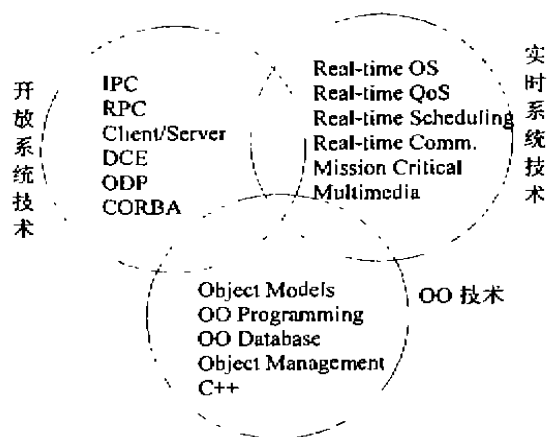 开放系统技术
IPC
RPC
Client/Server
DCE
ODP
CORBA
Real-time OS
Real-time QoS
Real-time Scheduling
Real-time Comm.
Mission Critical
Multimedia
实时系统技术
Object Models
OO Programming
OO Database
Object Management
C++
OO 技术